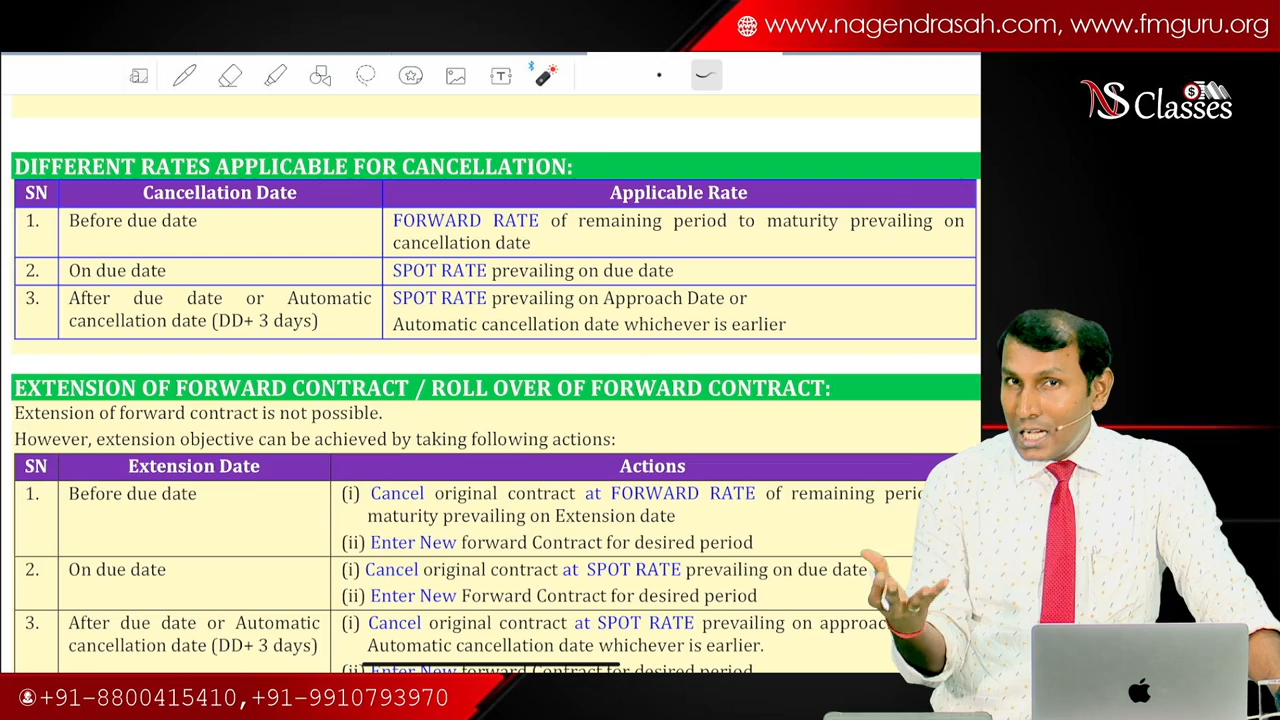 www.nagendrasah.com, www.fmguru.org
NS Classes
DIFFERENT RATES APPLICABLE FOR CANCELLATION:
SN Cancellation Date Applicable Rate
1. Before due date FORWARD RATE of remaining period to maturity prevailing on
cancellation date
2. On due date SPOT RATE prevailing on due date
3. After due date or Automatic SPOT RATE prevailing on Approach Date or
cancellation date (DD+ 3 days) Automatic cancellation date whichever is earlier
EXTENSION OF FORWARD CONTRACT / ROLL OVER OF FORWARD CONTRACT:
Extension of forward contract is not possible.
However, extension objective can be achieved by taking following actions:
SN Extension Date Actions
1. Before due date (i) Cancel original contract at FORWARD RATE of remaining
maturity prevailing on Extension date
(ii) Enter New forward Contract for desired period
2. On due date (i) Cancel original contract at SPOT RATE prevailing on due date
(ii) Enter New Forward Contract for desired period
3. After due date or Automatic (i) Cancel original contract at SPOT RATE prevailing on
cancellation date (DD+ 3 days) Automatic cancellation date whichever is earlier.
(ii) Enter New forward Contract for desired period
+91-8800415410,+91-9910793970